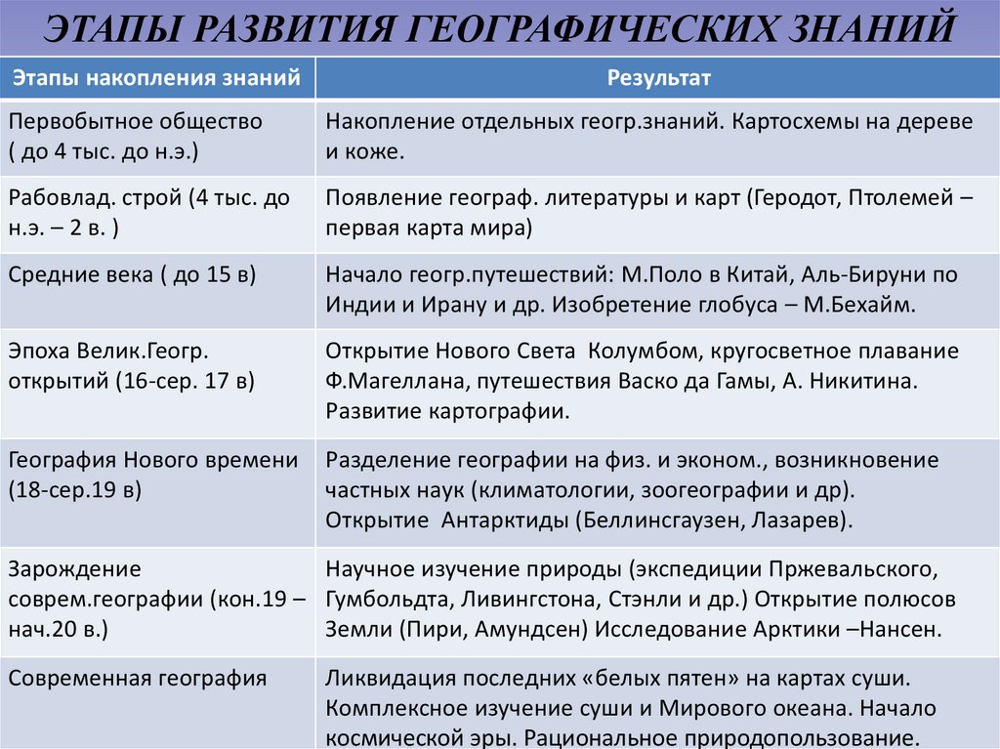 ЭТАПЫ РАЗВИТИЯ ГЕОГРАФИЧЕСКИХ ЗНАНИЙ
Этапы накопления знаний
Результат
Первобытное общество
( до 4 тыс. до н.э.)
Накопление отдельных геогр.знаний. Картосхемы на дереве
и коже.
Рабовлад. строй (4 тыс. до
н.э. – 2 в. )
Появление географ. литературы и карт (Геродот, Птолемей –
первая карта мира)
Средние века ( до 15 в)
Начало геогр.путешествий: М.Поло в Китай, Аль-Бируни по
Индии и Ирану и др. Изобретение глобуса – М.Бехайм.
Эпоха Велик.Геогр.
открытий (16-сер. 17 в)
Открытие Нового Света  Колумбом, кругосветное плавание
Ф.Магеллана, путешествия Васко да Гамы, А. Никитина.
Развитие картографии.
География Нового времени
(18-сер.19 в)
Разделение географии на физ. и эконом., возникновение
частных наук (климатологии, зоогеографии и др).
Открытие  Антарктиды (Беллинсгаузен, Лазарев).
Зарождение
соврем.географии (кон.19 –
нач.20 в.)
Научное изучение природы (экспедиции Пржевальского,
Гумбольдта, Ливингстона, Стэнли и др.) Открытие полюсов
Земли (Пири, Амундсен) Исследование Арктики –Нансен.
Современная география
Ликвидация последних «белых пятен» на картах суши.
Комплексное изучение суши и Мирового океана. Начало
космической эры. Рациональное природопользование.